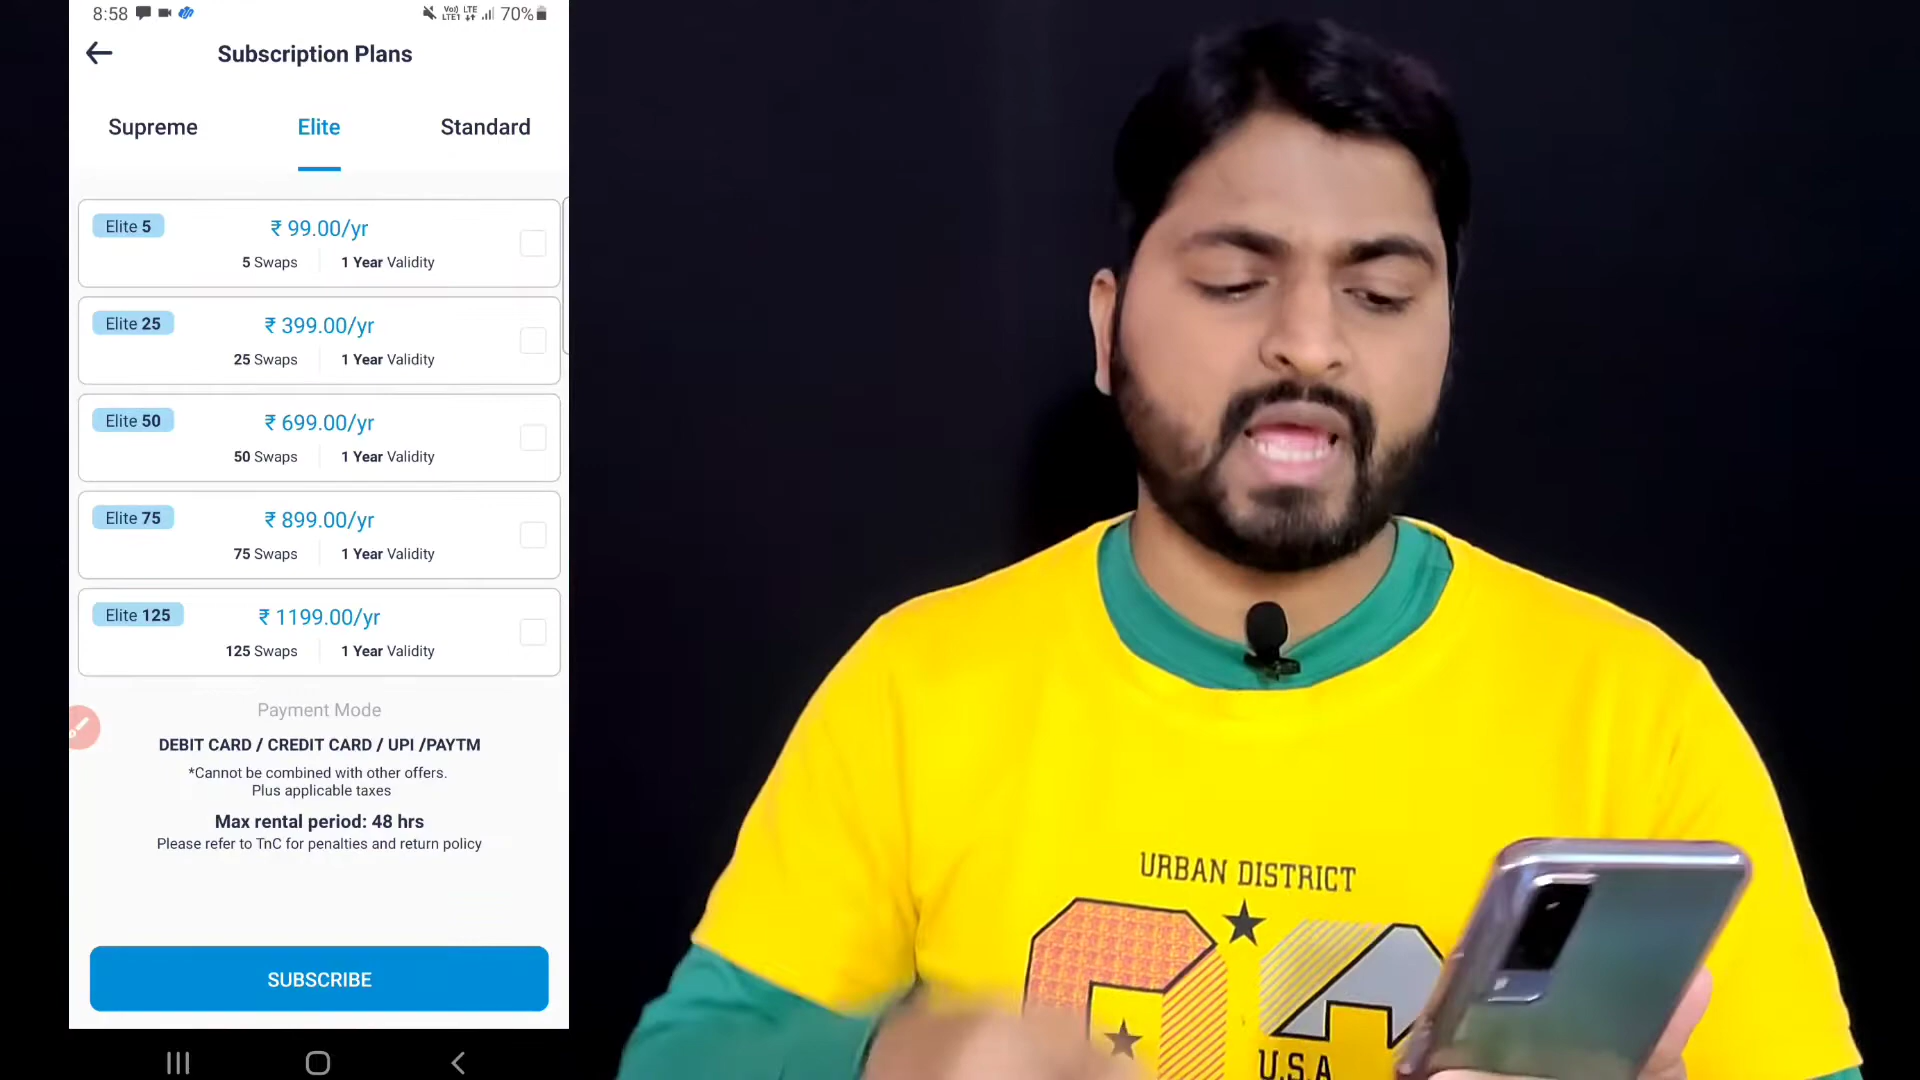 8:58 Vo) LTE 70%
LTE1
Subscription Plans
Supreme Elite Standard
Elite 5 ₹ 99.00/yr
5 Swaps 1 Year Validity
Elite 25 ₹ 399.00/yr
25 Swaps 1 Year Validity
Elite 50 ₹ 699.00/yr
50 Swaps 1 Year Validity
Elite 75 ₹ 899.00/yr
75 Swaps 1 Year Validity
Elite 125 ₹ 1199.00/yr
125 Swaps 1 Year Validity
Payment Mode
DEBIT CARD / CREDIT CARD / UPI /PAYTM
*Cannot be combined with other offers.
Plus applicable taxes
Max rental period: 48 hrs
Please refer to TnC for penalties and return policy
SUBSCRIBE
URBAN DISTRICT
U.S.A